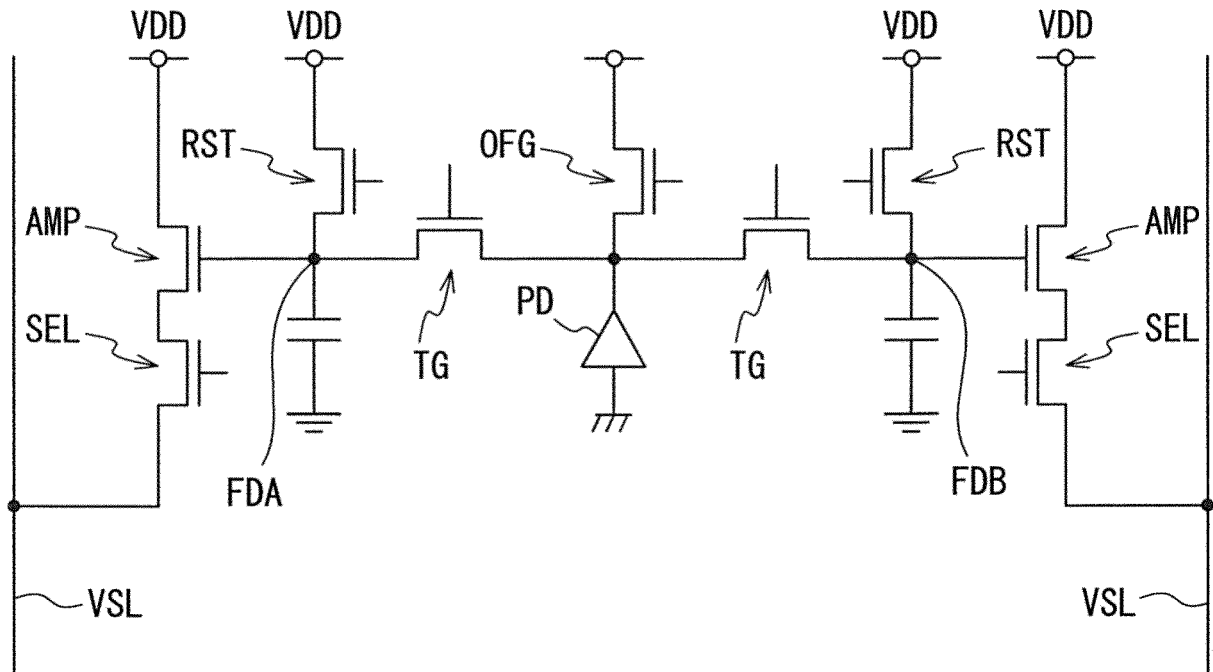 VDD VDD VDD VDD
RST OFG RST
AMP AMP
PD
SEL SEL
TG TG
FDA FDB
VSL VSL